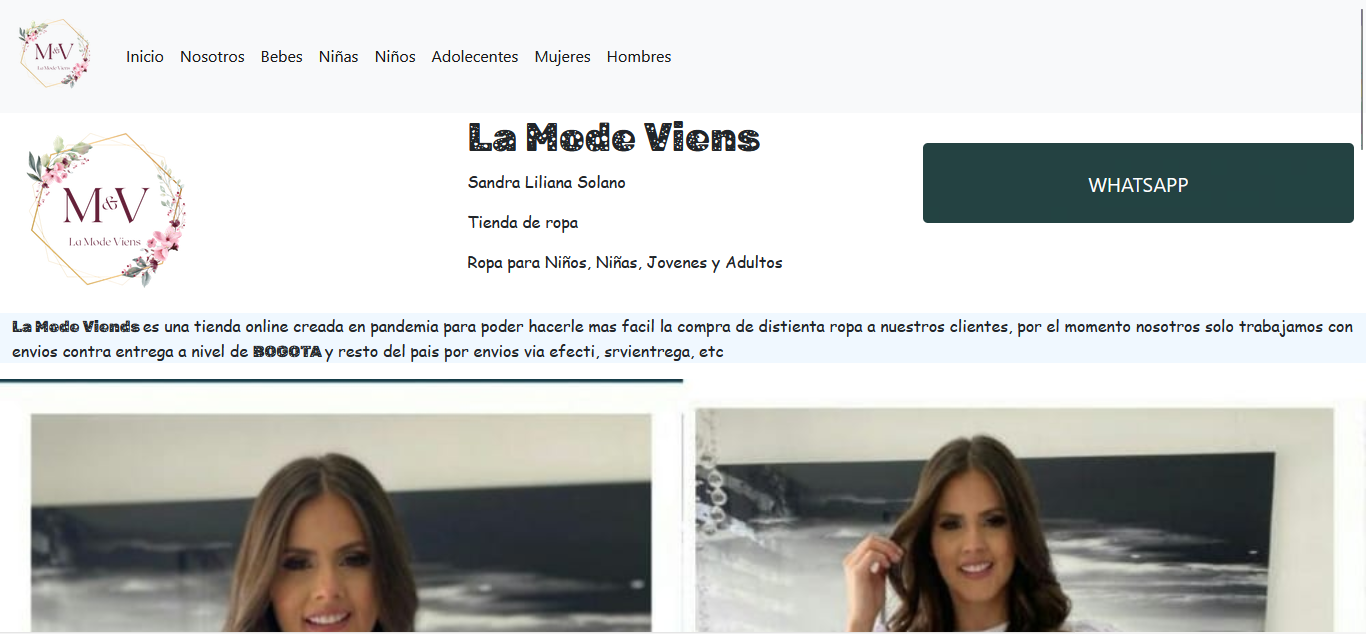 M&V
La Mode Viens
Inicio Nosotros Bebes Niñas Niños Adolecentes Mujeres Hombres
M&V
La Mode Viens
La Mode Viens
Sandra Liliana Solano
Tienda de ropa
Ropa para Niños, Niñas, Jovenes y Adultos
WHATSAPP
La Mode Viends es una tienda online creada en pandemia para poder hacerle mas facil la compra de distienta ropa a nuestros clientes, por el momento nosotros solo trabajamos con
envios contra entrega a nivel de BOGOTA y resto del pais por envios via efecti, srvientrega, etc